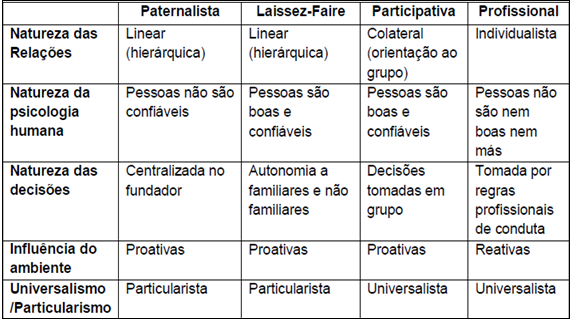 Paternalista Laissez-Faire Participativa Profissional
Natureza das Linear Linear Colateral Individualista
Relações (hierárquica) (hierárquica) (orientação ao
grupo)
Natureza da Pessoas não são Pessoas são Pessoas são Pessoas não
psicologia confiáveis boas e boas e são nem
humana confiáveis confiáveis boas nem
más
Natureza das Centralizada no Autonomia a Decisões Tomada por
decisões fundador familiares e não tomadas em regras
familiares grupo profissionais
de conduta
Influência do Proativas Proativas Proativas Reativas
ambiente
Universalismo Particularista Particularista Universalista Universalista
/Particularismo